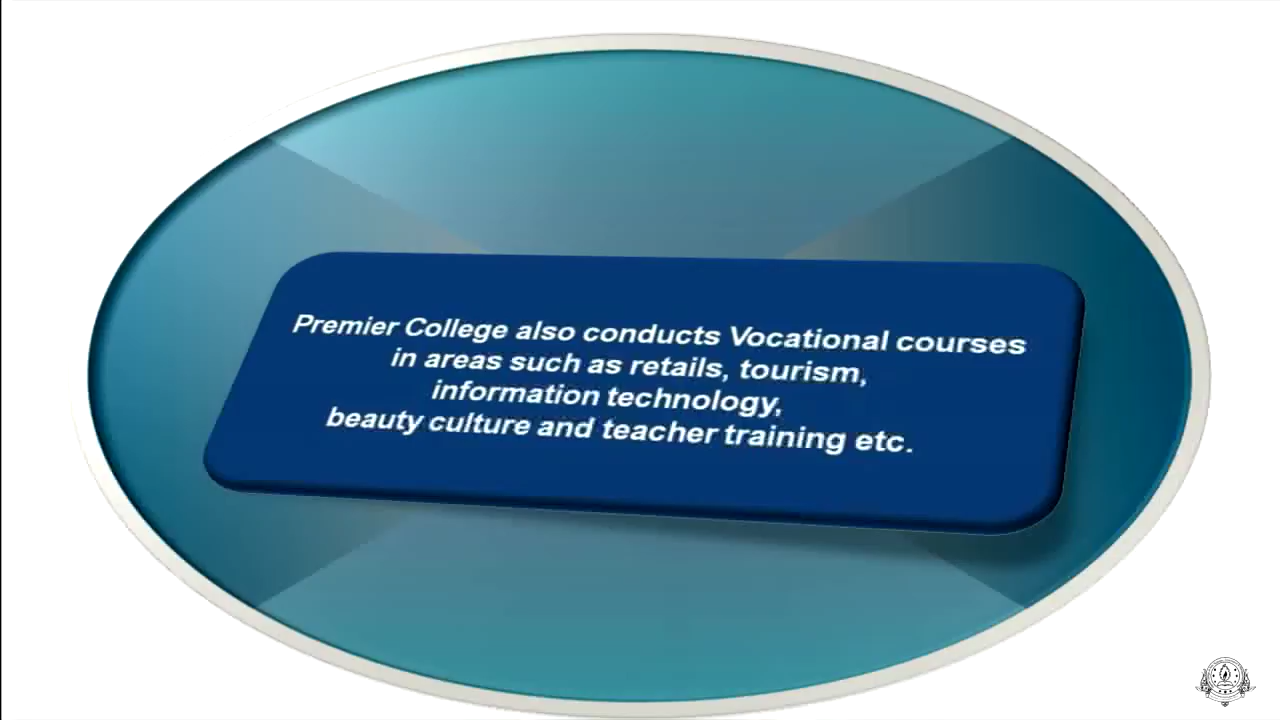 Premier College also conducts Vocational courses
in areas such as retails, tourism,
information technology,
beauty culture and teacher training etc.